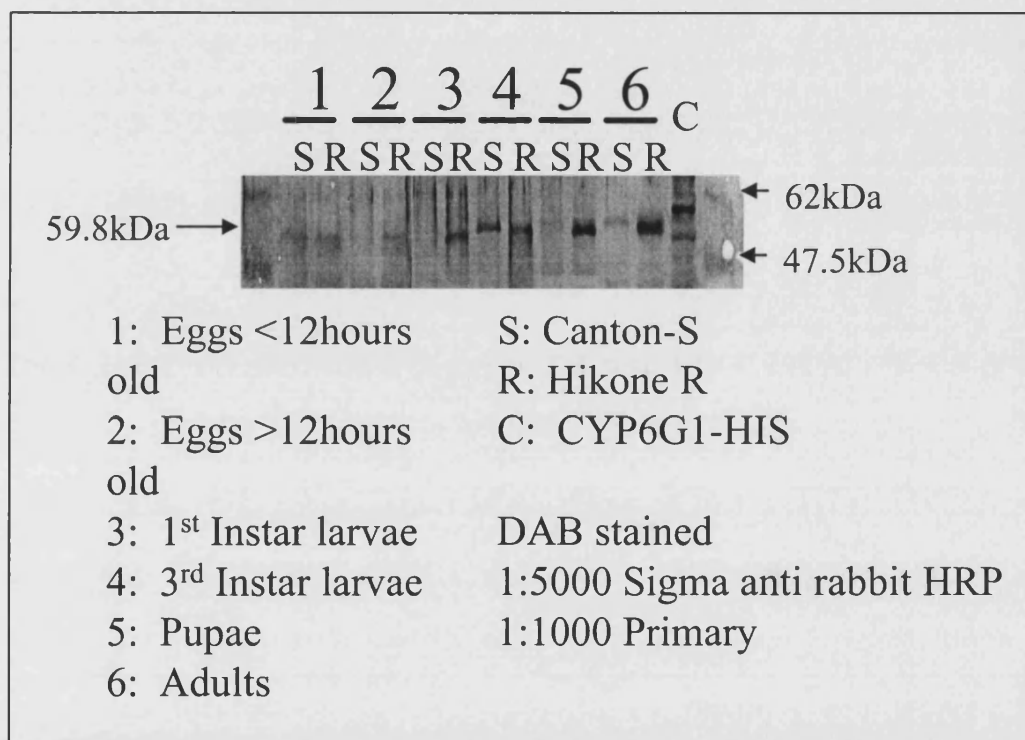 1 2 3 4 5 6 C
S R S R S R S R S R S R
59.8kDa
62kDa
47.5kDa
1: Eggs <12hours
old
2: Eggs >12hours
old
3: 1st Instar larvae
4: 3rd Instar larvae
5: Pupae
6: Adults
S: Canton-S
R: Hikone R
C: CYP6G1-HIS
DAB stained
1:5000 Sigma anti rabbit HRP
1:1000 Primary